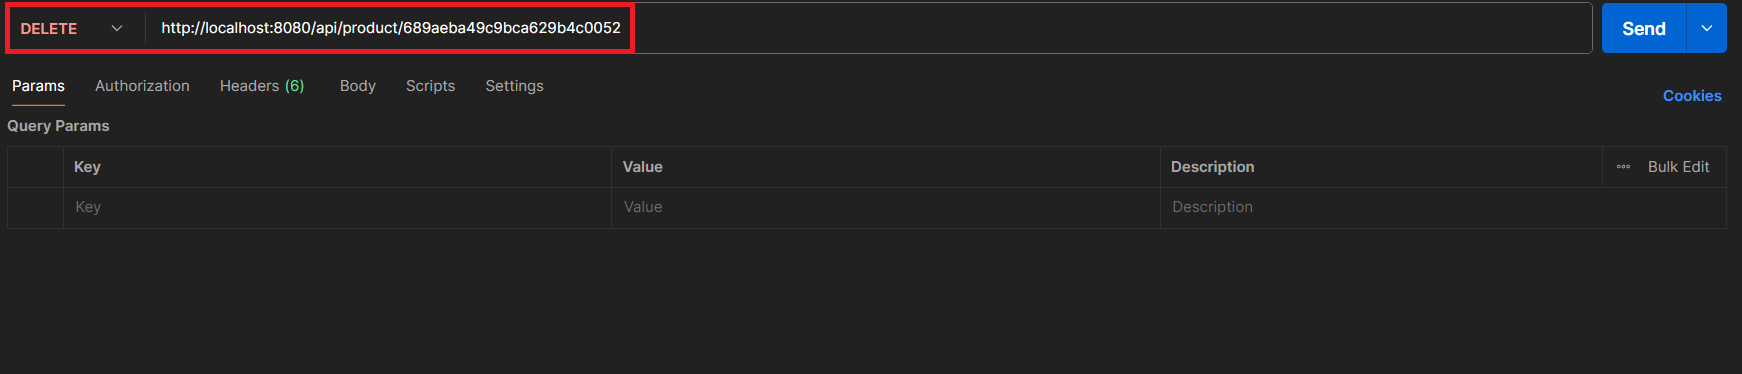 DELETE http://localhost:8080/api/product/689aeba49c9bca629b4c0052 Send
Params Authorization Headers (6) Body Scripts Settings Cookies
Query Params
Key Value Description Bulk Edit
Key Value Description